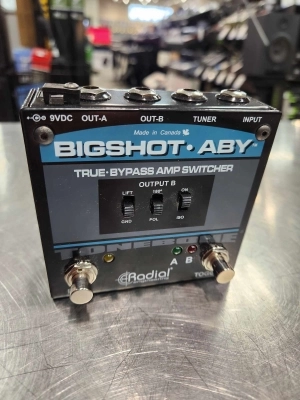 9VDC OUT-A OUT-B TUNER INPUT
Made in Canada
BIGSHOT • ABY™
TRUE-BYPASS AMP SWITCHER
OUTPUT B
LIFT 180° ON
GND POL ISO
TONEBONE
A B
Radial